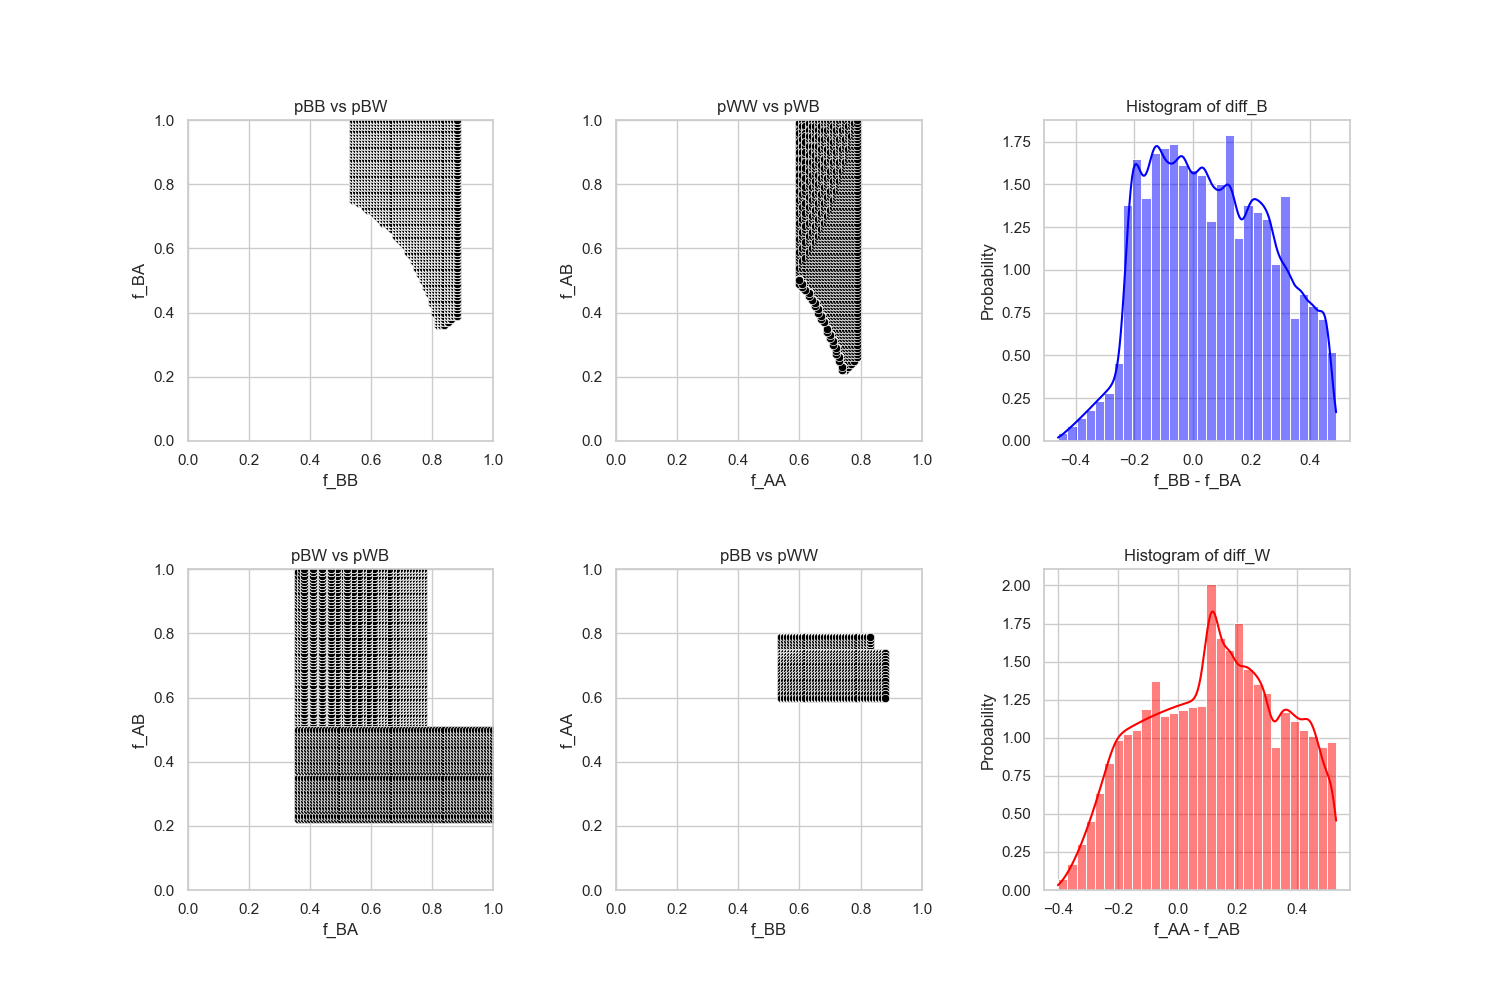 pBB vs pBW
1.0
0.8
0.6
0.4
0.2
0.0
f_BA
0.0 0.2 0.4 0.6 0.8 1.0
f_BB
pWW vs pWB
1.0
0.8
0.6
0.4
0.2
0.0
f_AB
0.0 0.2 0.4 0.6 0.8 1.0
f_AA
Histogram of diff_B
1.75
1.50
1.25
1.00
0.75
0.50
0.25
0.00
Probability
−0.4 −0.2 0.0 0.2 0.4
f_BB - f_BA
pBW vs pWB
1.0
0.8
0.6
0.4
0.2
0.0
f_AB
0.0 0.2 0.4 0.6 0.8 1.0
f_BA
pBB vs pWW
1.0
0.8
0.6
0.4
0.2
0.0
f_AA
0.0 0.2 0.4 0.6 0.8 1.0
f_BB
Histogram of diff_W
2.00
1.75
1.50
1.25
1.00
0.75
0.50
0.25
0.00
Probability
−0.4 −0.2 0.0 0.2 0.4
f_AA - f_AB